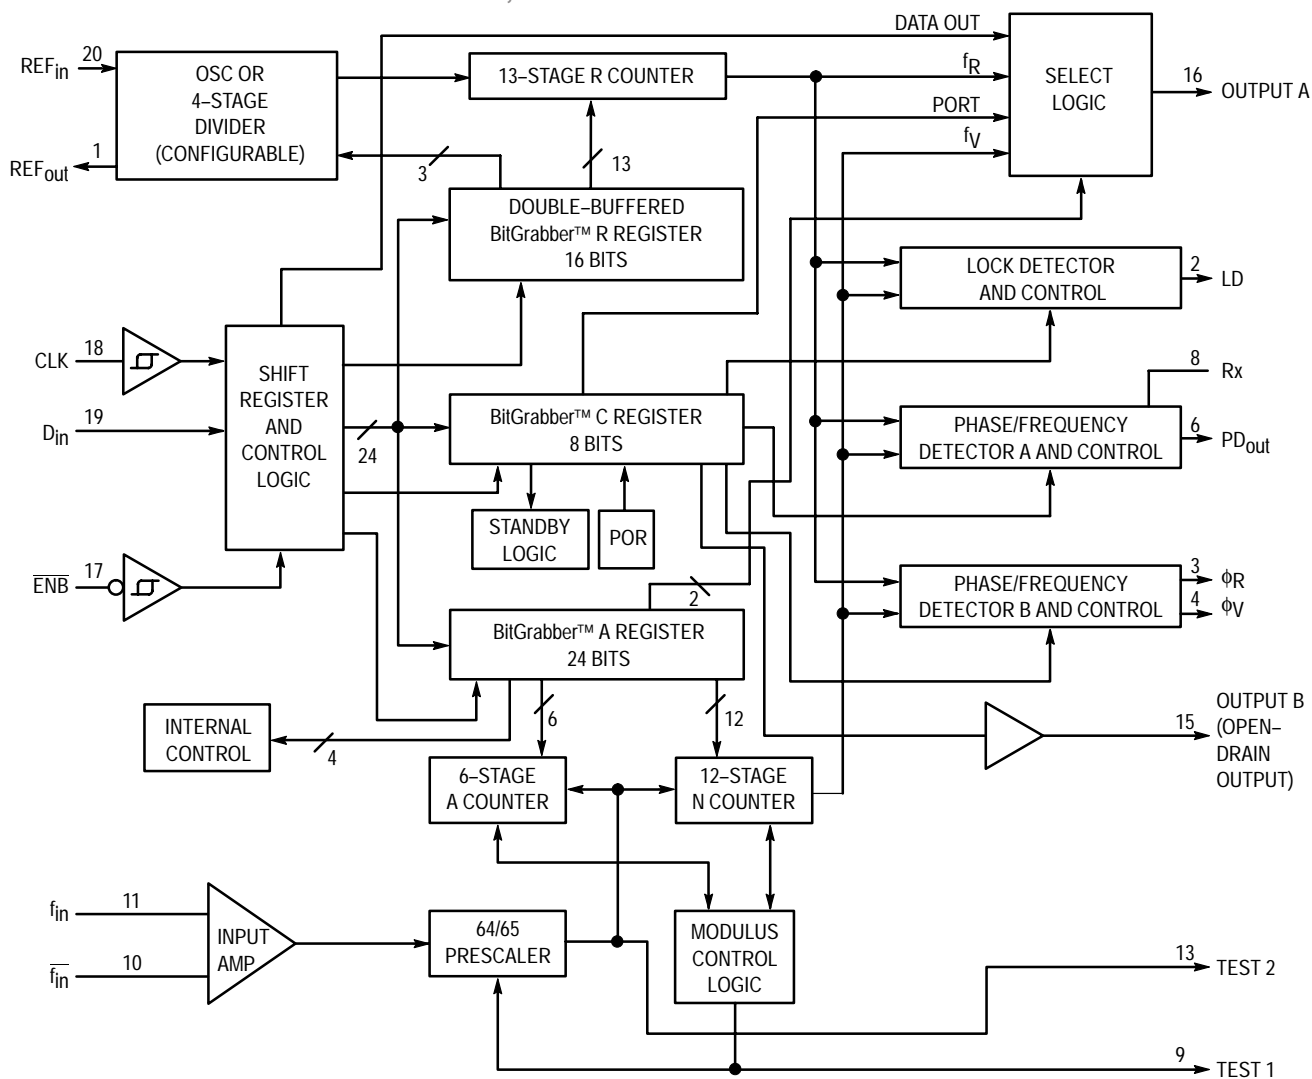 DATA OUT
20
REFin
OSC OR
4–STAGE
DIVIDER
(CONFIGURABLE)
1
REFout
13–STAGE R COUNTER
fR
PORT
fV
SELECT
LOGIC
16
OUTPUT A
3
13
DOUBLE–BUFFERED
BitGrabber™ R REGISTER
16 BITS
LOCK DETECTOR
AND CONTROL
2
LD
CLK
18
SHIFT
REGISTER
AND
CONTROL
LOGIC
Din
19
24
BitGrabber™ C REGISTER
8 BITS
8
Rx
PHASE/FREQUENCY
DETECTOR A AND CONTROL
6
PDout
STANDBY
LOGIC
POR
ENB
17
2
PHASE/FREQUENCY
DETECTOR B AND CONTROL
3
ϕR
4
ϕV
BitGrabber™ A REGISTER
24 BITS
INTERNAL
CONTROL
4
6
12
15
OUTPUT B
(OPEN–
DRAIN
OUTPUT)
6–STAGE
A COUNTER
12–STAGE
N COUNTER
fin
11
fin
10
INPUT
AMP
64/65
PRESCALER
MODULUS
CONTROL
LOGIC
13
TEST 2
9
TEST 1